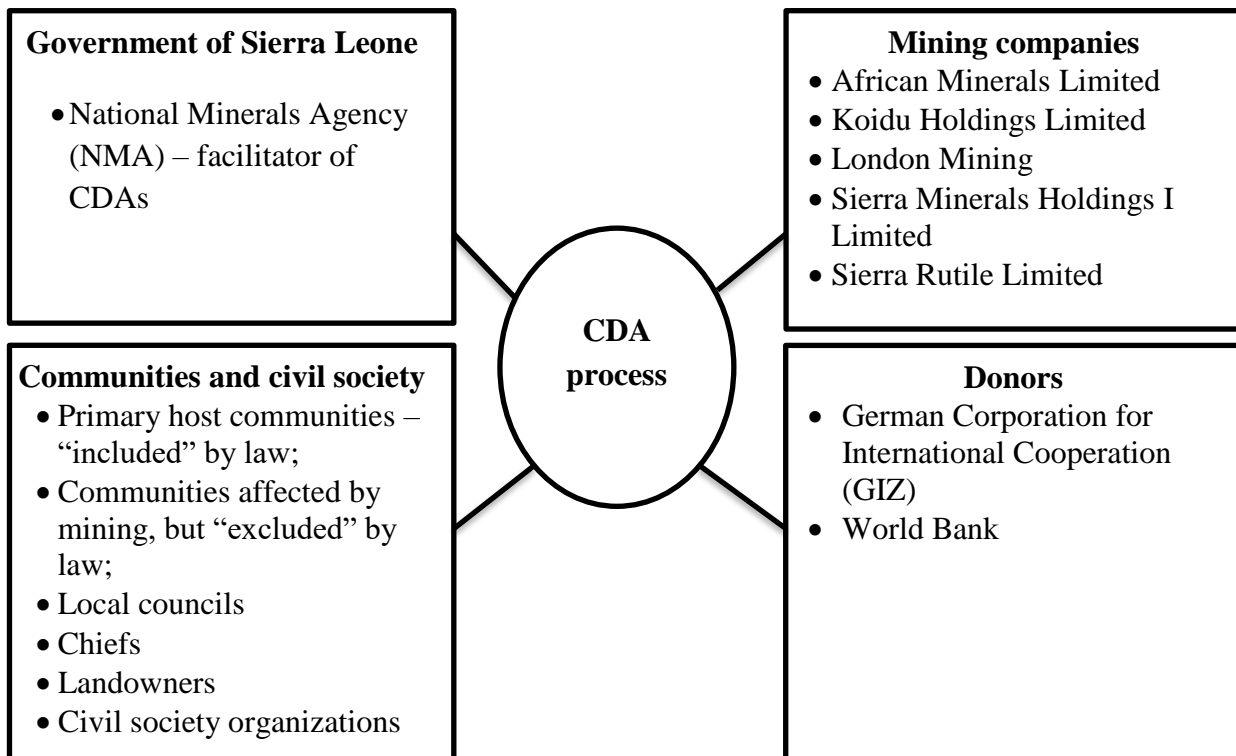 Government of Sierra Leone
• National Minerals Agency
(NMA) – facilitator of
CDAs
Mining companies
• African Minerals Limited
• Koidu Holdings Limited
• London Mining
• Sierra Minerals Holdings I
Limited
• Sierra Rutile Limited
CDA
process
Communities and civil society
• Primary host communities –
“included” by law;
• Communities affected by
mining, but “excluded” by
law;
• Local councils
• Chiefs
• Landowners
• Civil society organizations
Donors
• German Corporation for
International Cooperation
(GIZ)
• World Bank